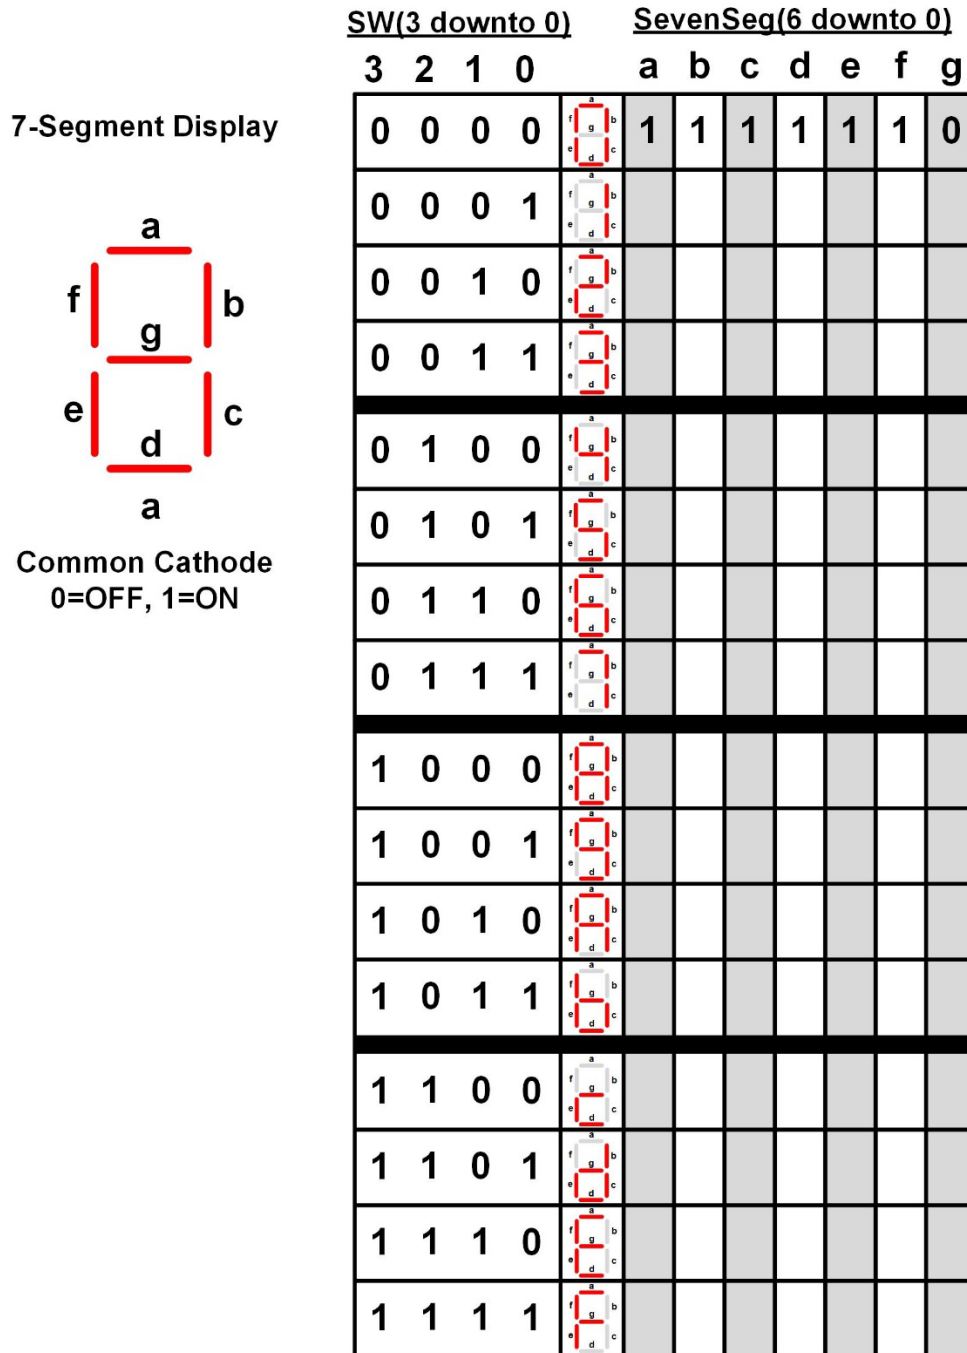 SW(3 downto 0) SevenSeg(6 downto 0)
3 2 1 0 a b c d e f g
7-Segment Display
a
f b
g
e c
d
a
Common Cathode
0=OFF, 1=ON
0 0 0 0 a f b g e c d 1 1 1 1 1 1 0
0 0 0 1 a f b g e c d
0 0 1 0 a f b g e c d
0 0 1 1 a f b g e c d
0 1 0 0 a f b g e c d
0 1 0 1 a f b g e c d
0 1 1 0 a f b g e c d
0 1 1 1 a f b g e c d
1 0 0 0 a f b g e c d
1 0 0 1 a f b g e c d
1 0 1 0 a f b g e c d
1 0 1 1 a f b g e c d
1 1 0 0 a f b g e c d
1 1 0 1 a f b g e c d
1 1 1 0 a f b g e c d
1 1 1 1 a f b g e c d